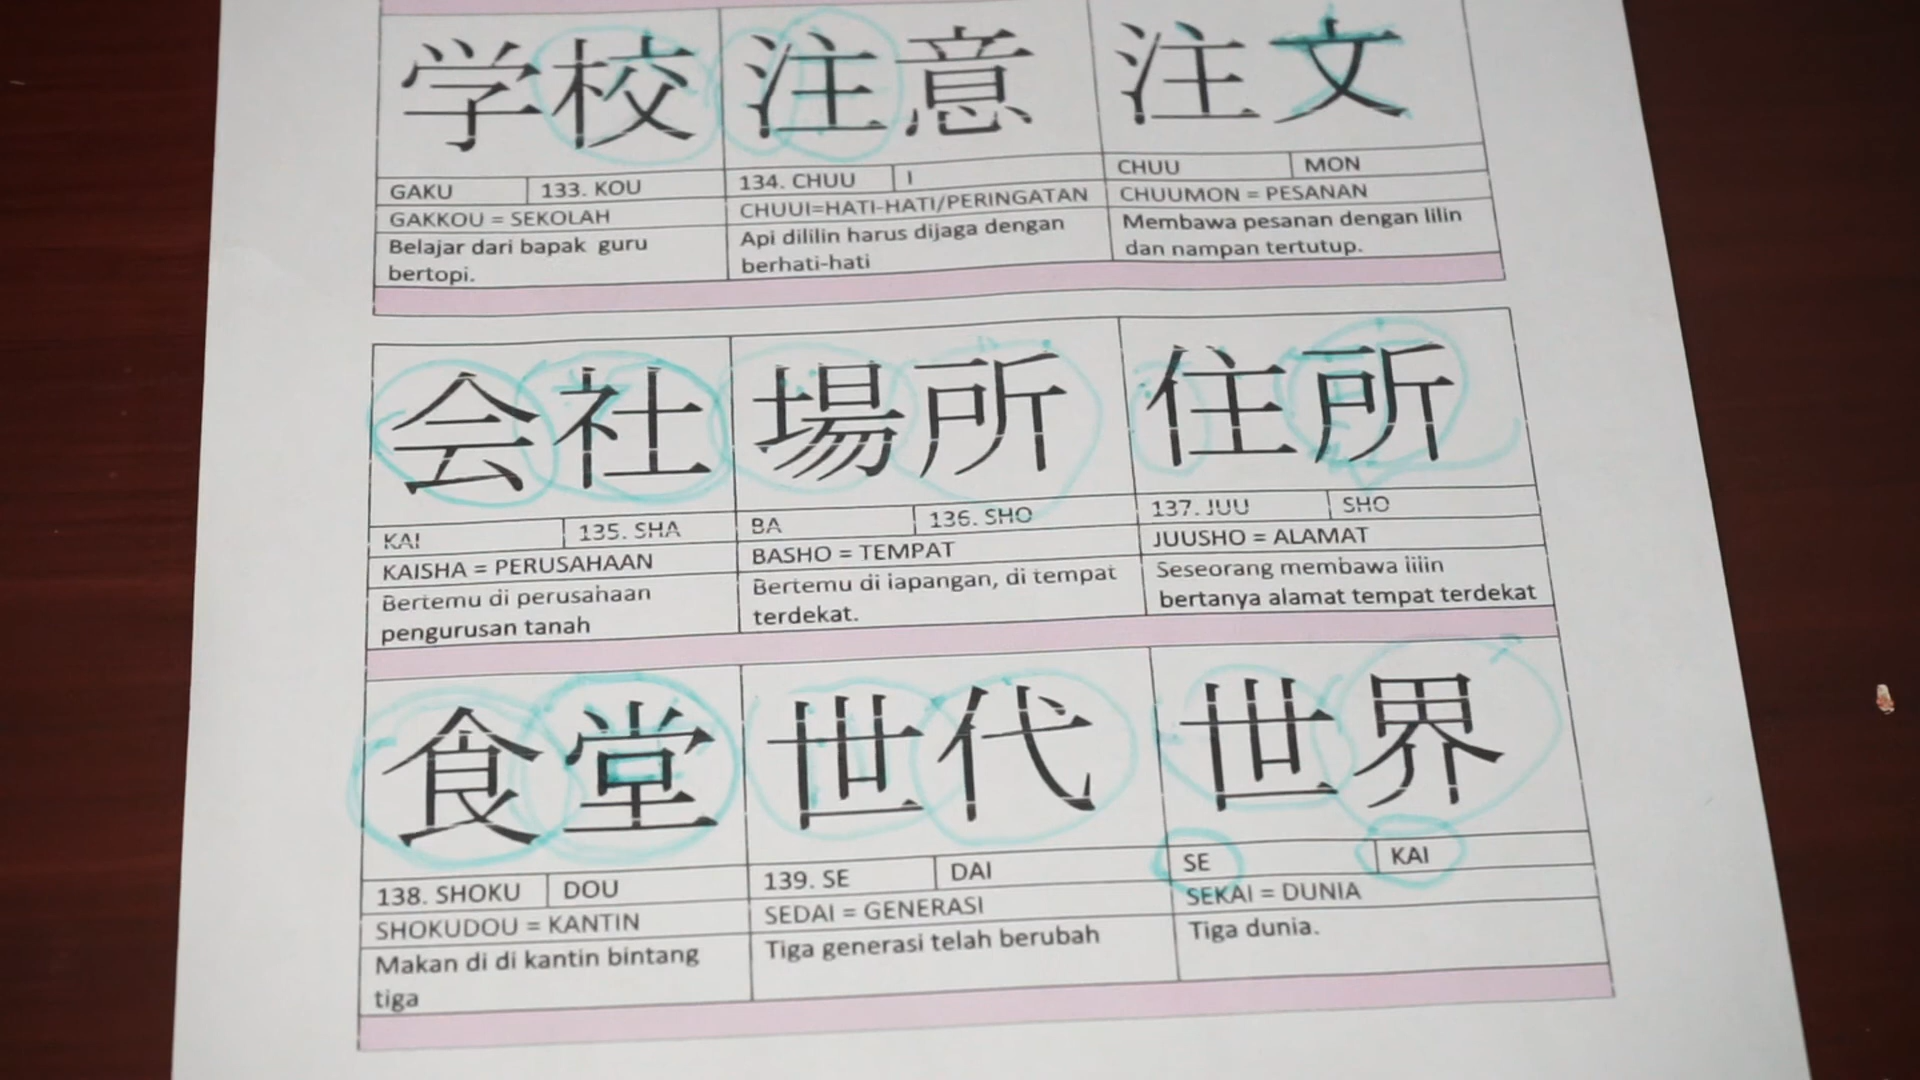 学校 注意 注文
GAKU 133. KOU 134. CHUU I CHUU MON
GAKKOU = SEKOLAH CHUUI=HATI-HATI/PERINGATAN CHUUMON = PESANAN
Belajar dari bapak guru
bertopi.
Api dililin harus dijaga dengan
berhati-hati
Membawa pesanan dengan lilin
dan nampan tertutup.
会社 場所 住所
KAI 135. SHA BA 136. SHO 137. JUU SHO
KAISHA = PERUSAHAAN BASHO = TEMPAT JUUSHO = ALAMAT
Bertemu di perusahaan
pengurusan tanah
Bertemu di lapangan, di tempat
terdekat.
Seseorang membawa lilin
bertanya alamat tempat terdekat
食堂 世代 世界
138. SHOKU DOU 139. SE DAI SE KAI
SHOKUDOU = KANTIN SEDAI = GENERASI SEKAI = DUNIA
Makan di di kantin bintang
tiga
Tiga generasi telah berubah
Tiga dunia.